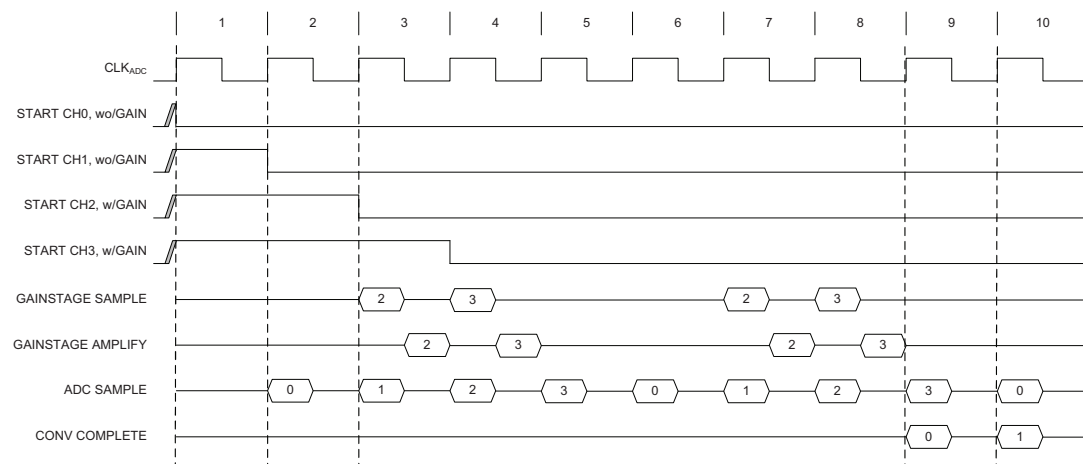 1 2 3 4 5 6 7 8 9 10
CLKADC
START CH0, wo/GAIN
START CH1, wo/GAIN
START CH2, w/GAIN
START CH3, w/GAIN
GAINSTAGE SAMPLE 2 3 2 3
GAINSTAGE AMPLIFY 2 3 2 3
ADC SAMPLE 0 1 2 3 0 1 2 3 0
CONV COMPLETE 0 1